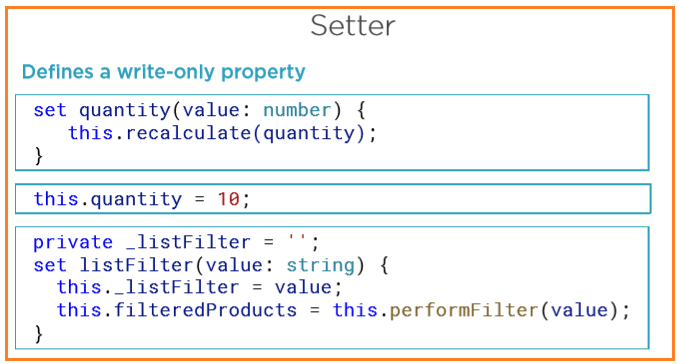 Setter
Defines a write-only property
set quantity(value: number) {
   this.recalculate(quantity);
}
this.quantity = 10;
private _listFilter = '';
set listFilter(value: string) {
  this._listFilter = value;
  this.filteredProducts = this.performFilter(value);
}